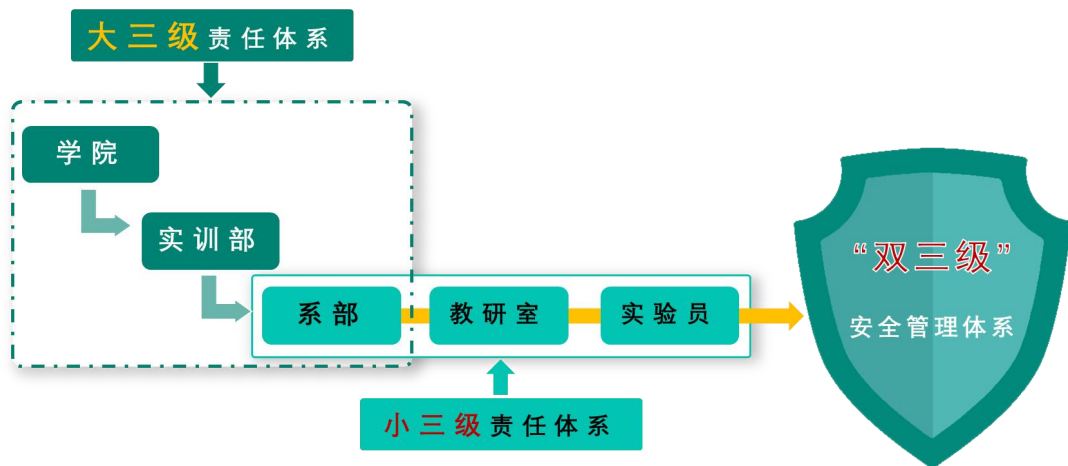 大三级责任体系
学院
实训部
系部
教研室
实验员
“双三级”
安全管理体系
小三级责任体系